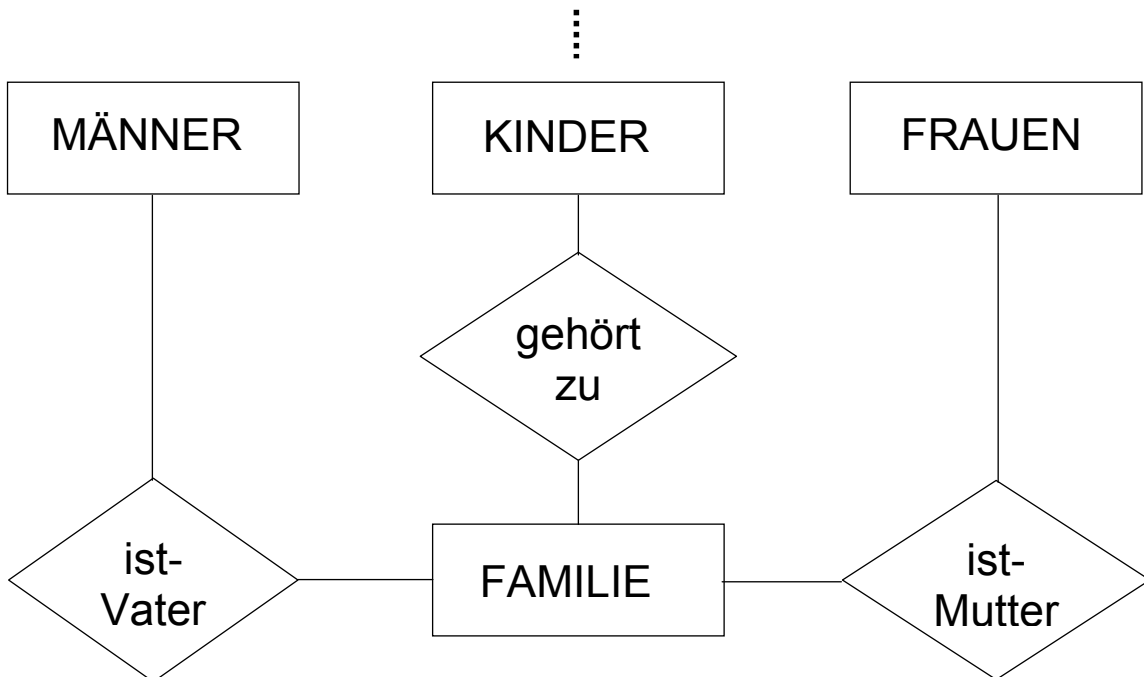 MÄNNER
KINDER
FRAUEN
gehört
zu
ist-
Vater
FAMILIE
ist-
Mutter